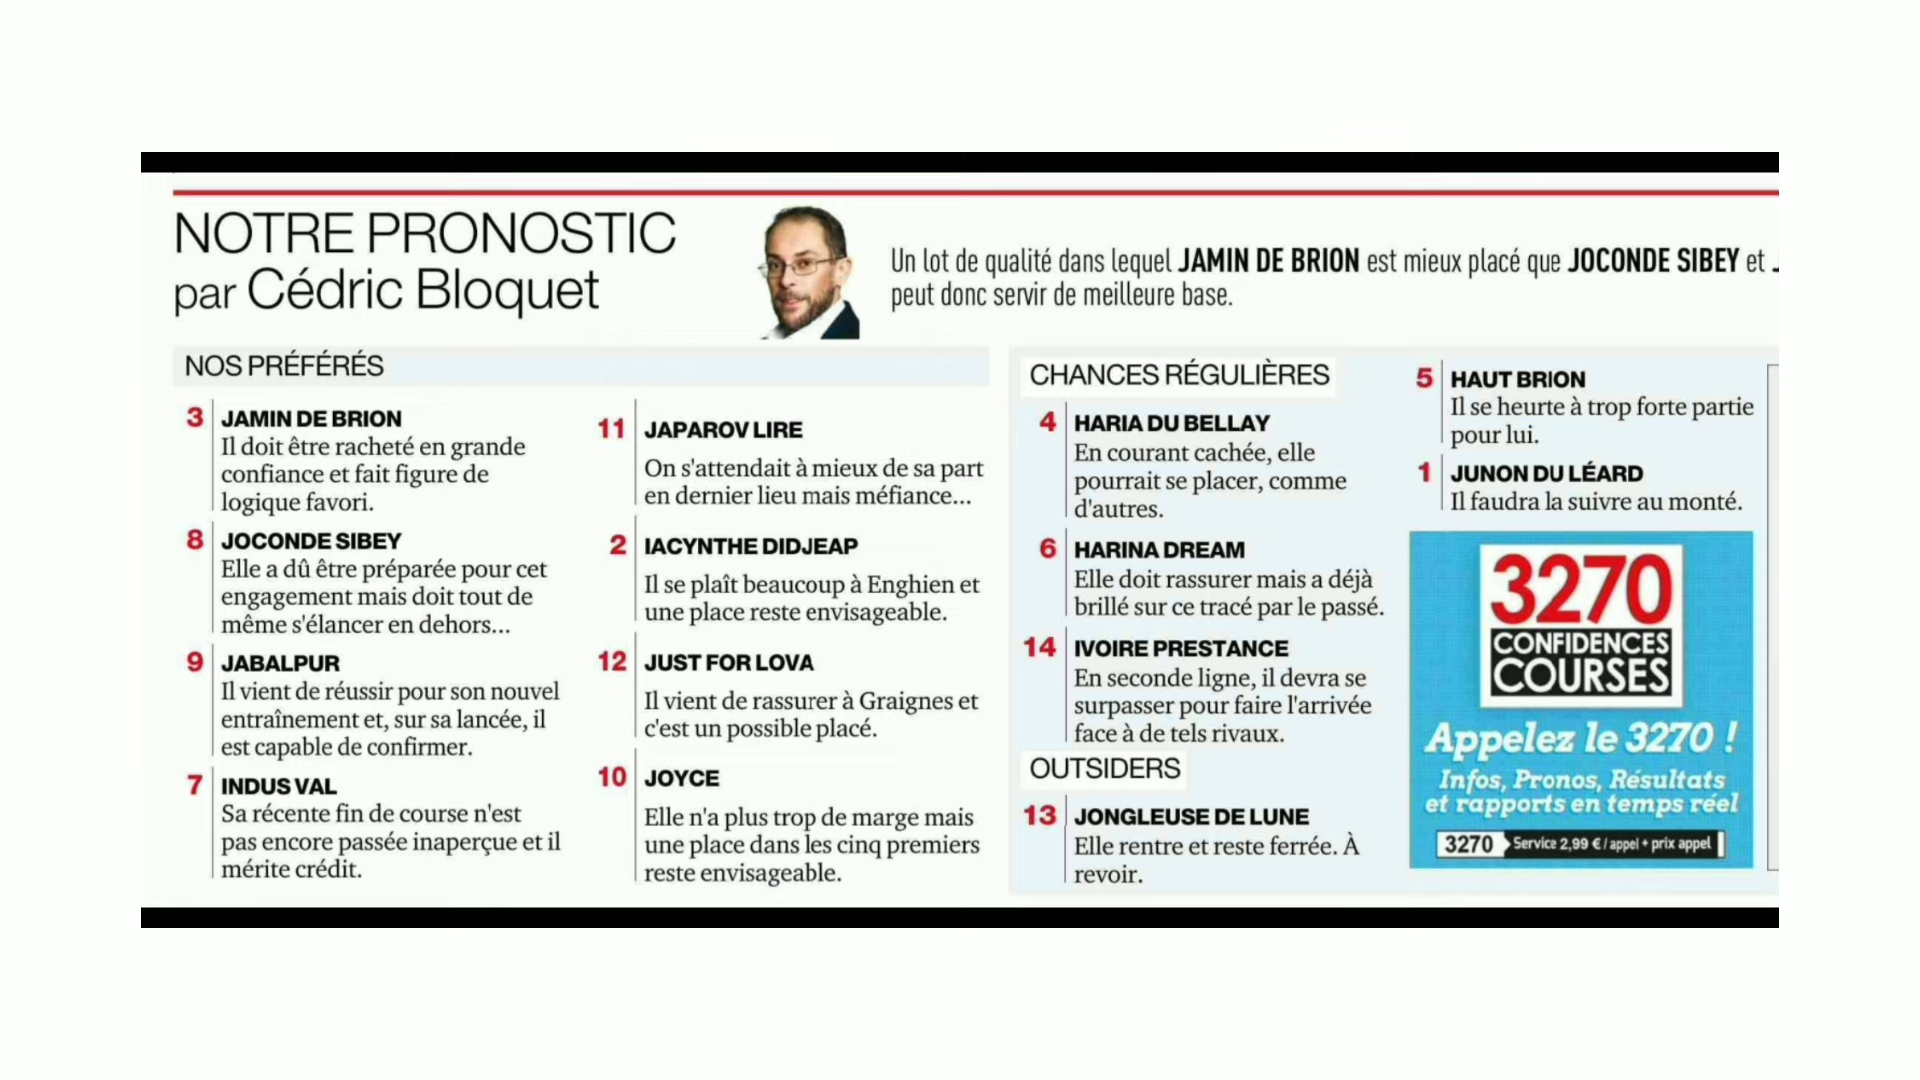 NOTRE PRONOSTIC
par Cédric Bloquet
Un lot de qualité dans lequel JAMIN DE BRION est mieux placé que JOCONDE SIBEY et
peut donc servir de meilleure base.
NOS PRÉFÉRÉS
3 JAMIN DE BRION
Il doit être racheté en grande
confiance et fait figure de
logique favori.
8 JOCONDE SIBEY
Elle a dû être préparée pour cet
engagement mais doit tout de
même s'élancer en dehors...
9 JABALPUR
Il vient de réussir pour son nouvel
entraînement et, sur sa lancée, il
est capable de confirmer.
7 INDUS VAL
Sa récente fin de course n'est
pas encore passée inaperçue et il
mérite crédit.
11 JAPAROV LIRE
On s'attendait à mieux de sa part
en dernier lieu mais méfiance...
2 IACYNTHE DIDJEAP
Il se plaît beaucoup à Enghien et
une place reste envisageable.
12 JUST FOR LOVA
Il vient de rassurer à Graignes et
c'est un possible placé.
10 JOYCE
Elle n'a plus trop de marge mais
une place dans les cinq premiers
reste envisageable.
CHANCES RÉGULIÈRES
4 HARIA DU BELLAY
En courant cachée, elle
pourrait se placer, comme
d'autres.
6 HARINA DREAM
Elle doit rassurer mais a déjà
brillé sur ce tracé par le passé.
14 IVOIRE PRESTANCE
En seconde ligne, il devra se
surpasser pour faire l'arrivée
face à de tels rivaux.
OUTSIDERS
13 JONGLEUSE DE LUNE
Elle rentre et reste ferrée. À
revoir.
5 HAUT BRION
Il se heurte à trop forte partie
pour lui.
1 JUNON DU LÉARD
Il faudra la suivre au monté.
3270
CONFIDENCES
COURSES
Appelez le 3270 !
Infos, Pronos, Résultats
et rapports en temps réel
3270 Service 2,99 € / appel + prix appel